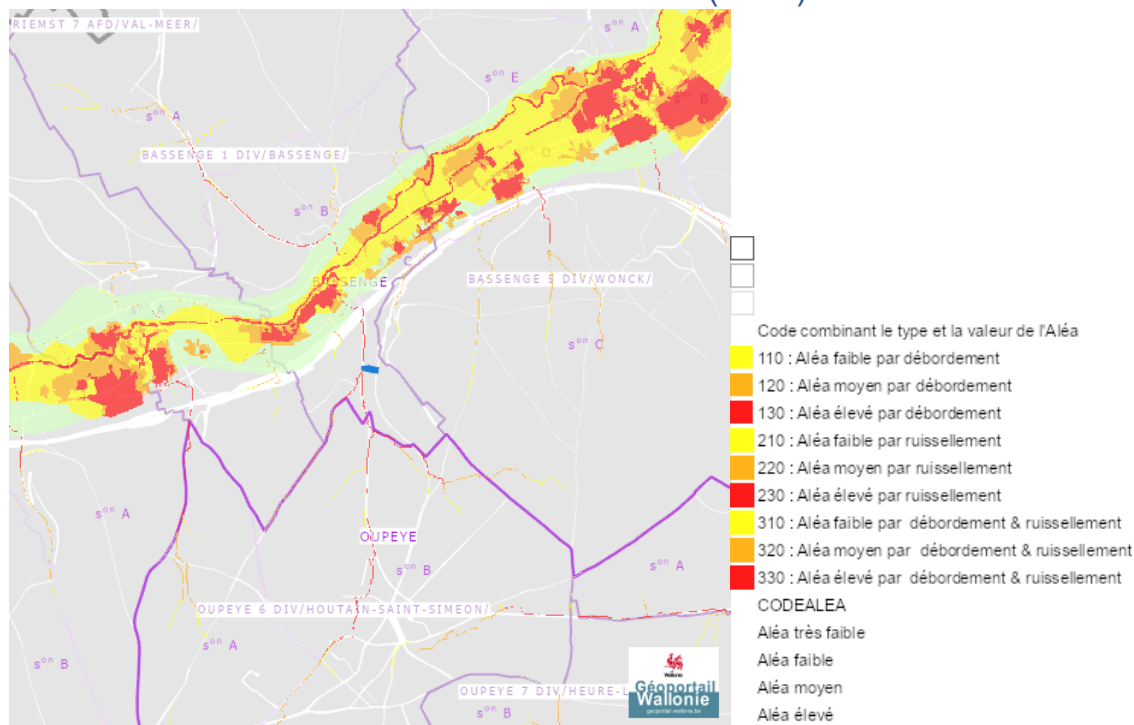 RIEMST 7 AFD/VAL-MEER/
sᵒⁿ A
sᵒⁿ E
sᵒⁿ B
sᵒⁿ A
BASSENGE 1 DIV/BASSENGE/
D
sᵒⁿ B
C
BASSENGE
BASSENGE 5 DIV/WONCK/
sᵒⁿ A
sᵒⁿ C
sᵒⁿ A
OUPEYE
sᵒⁿ B
sᵒⁿ A
OUPEYE 6 DIV/HOUTAIN-SAINT-SIMEON/
sᵒⁿ A
sᵒⁿ B
OUPEYE 7 DIV/HEURE-L
sᵒⁿ B
Wallonie
Géoportail
Wallonie
geoportail.wallonie.be
Code combinant le type et la valeur de l'Aléa
110 : Aléa faible par débordement
120 : Aléa moyen par débordement
130 : Aléa élevé par débordement
210 : Aléa faible par ruissellement
220 : Aléa moyen par ruissellement
230 : Aléa élevé par ruissellement
310 : Aléa faible par débordement & ruissellement
320 : Aléa moyen par débordement & ruissellement
330 : Aléa élevé par débordement & ruissellement
CODEALEA
Aléa très faible
Aléa faible
Aléa moyen
Aléa élevé